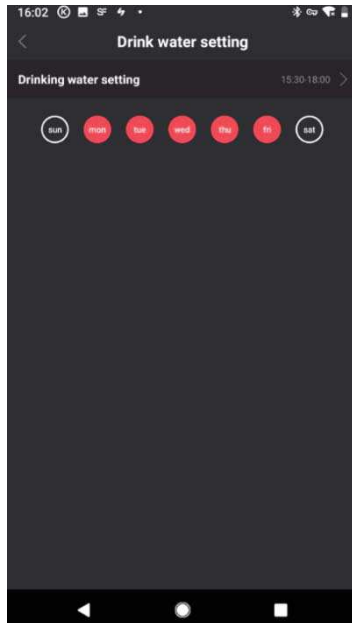 16:02
Drink water setting
Drinking water setting 15:30-18:00
sun mon tue wed thu fri sat